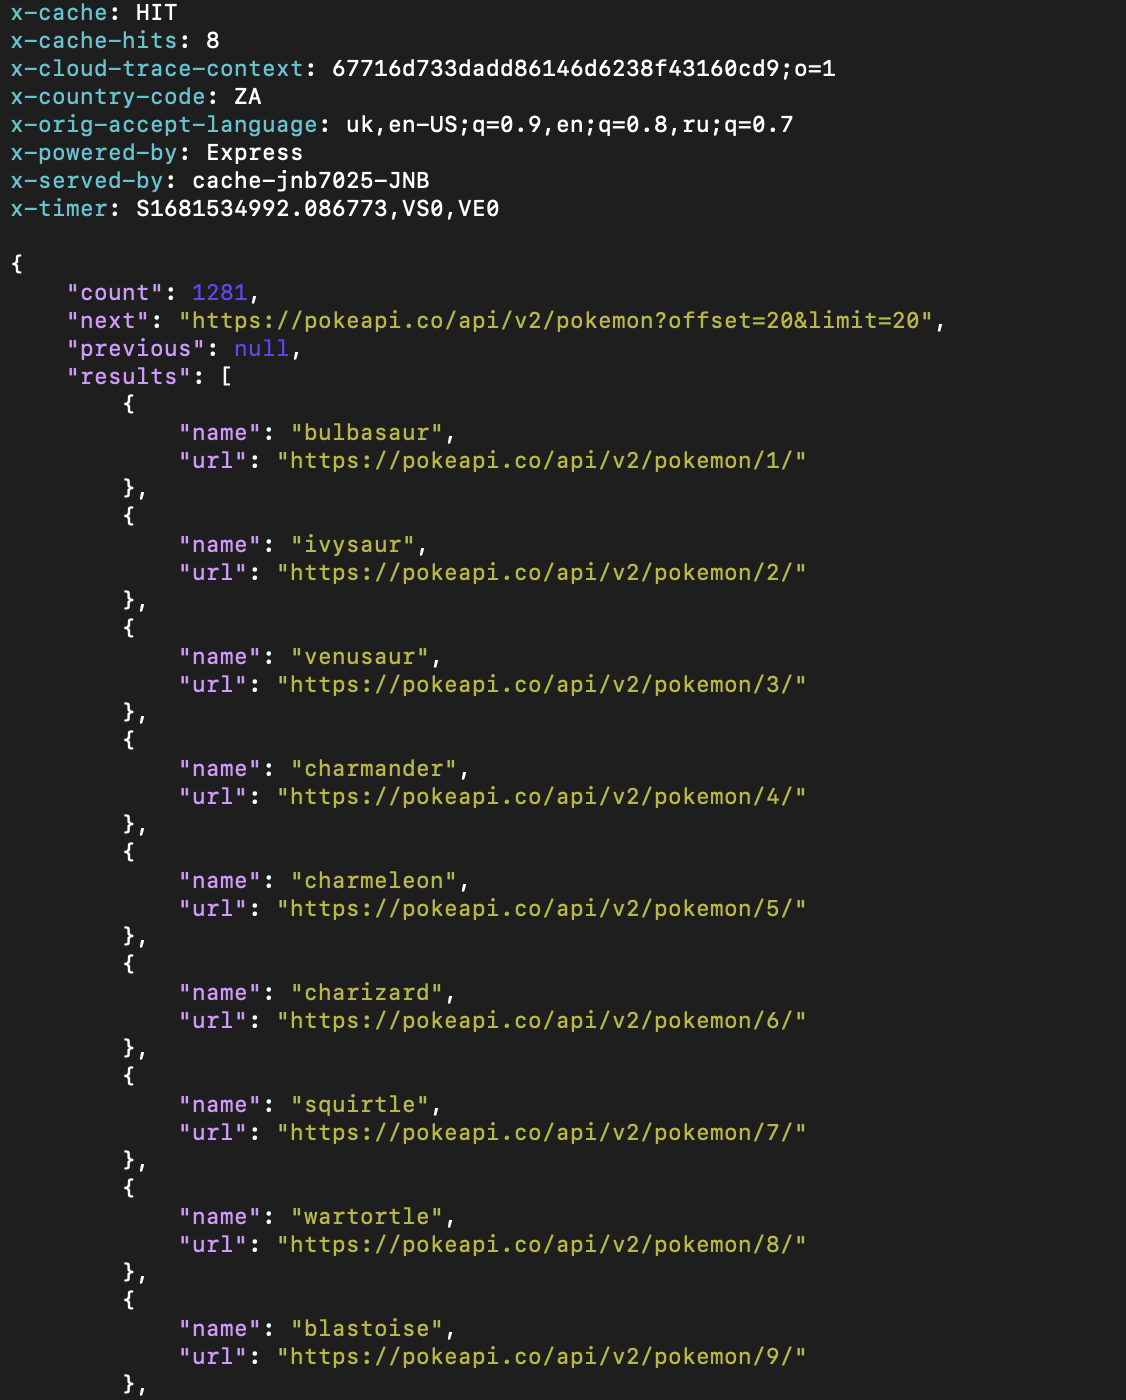 x-cache: HIT
x-cache-hits: 8
x-cloud-trace-context: 67716d733dadd86146d6238f43160cd9;o=1
x-country-code: ZA
x-orig-accept-language: uk,en-US;q=0.9,en;q=0.8,ru;q=0.7
x-powered-by: Express
x-served-by: cache-jnb7025-JNB
x-timer: S1681534992.086773,VS0,VE0

{
    "count": 1281,
    "next": "https://pokeapi.co/api/v2/pokemon?offset=20&limit=20",
    "previous": null,
    "results": [
        {
            "name": "bulbasaur",
            "url": "https://pokeapi.co/api/v2/pokemon/1/"
        },
        {
            "name": "ivysaur",
            "url": "https://pokeapi.co/api/v2/pokemon/2/"
        },
        {
            "name": "venusaur",
            "url": "https://pokeapi.co/api/v2/pokemon/3/"
        },
        {
            "name": "charmander",
            "url": "https://pokeapi.co/api/v2/pokemon/4/"
        },
        {
            "name": "charmeleon",
            "url": "https://pokeapi.co/api/v2/pokemon/5/"
        },
        {
            "name": "charizard",
            "url": "https://pokeapi.co/api/v2/pokemon/6/"
        },
        {
            "name": "squirtle",
            "url": "https://pokeapi.co/api/v2/pokemon/7/"
        },
        {
            "name": "wartortle",
            "url": "https://pokeapi.co/api/v2/pokemon/8/"
        },
        {
            "name": "blastoise",
            "url": "https://pokeapi.co/api/v2/pokemon/9/"
        },